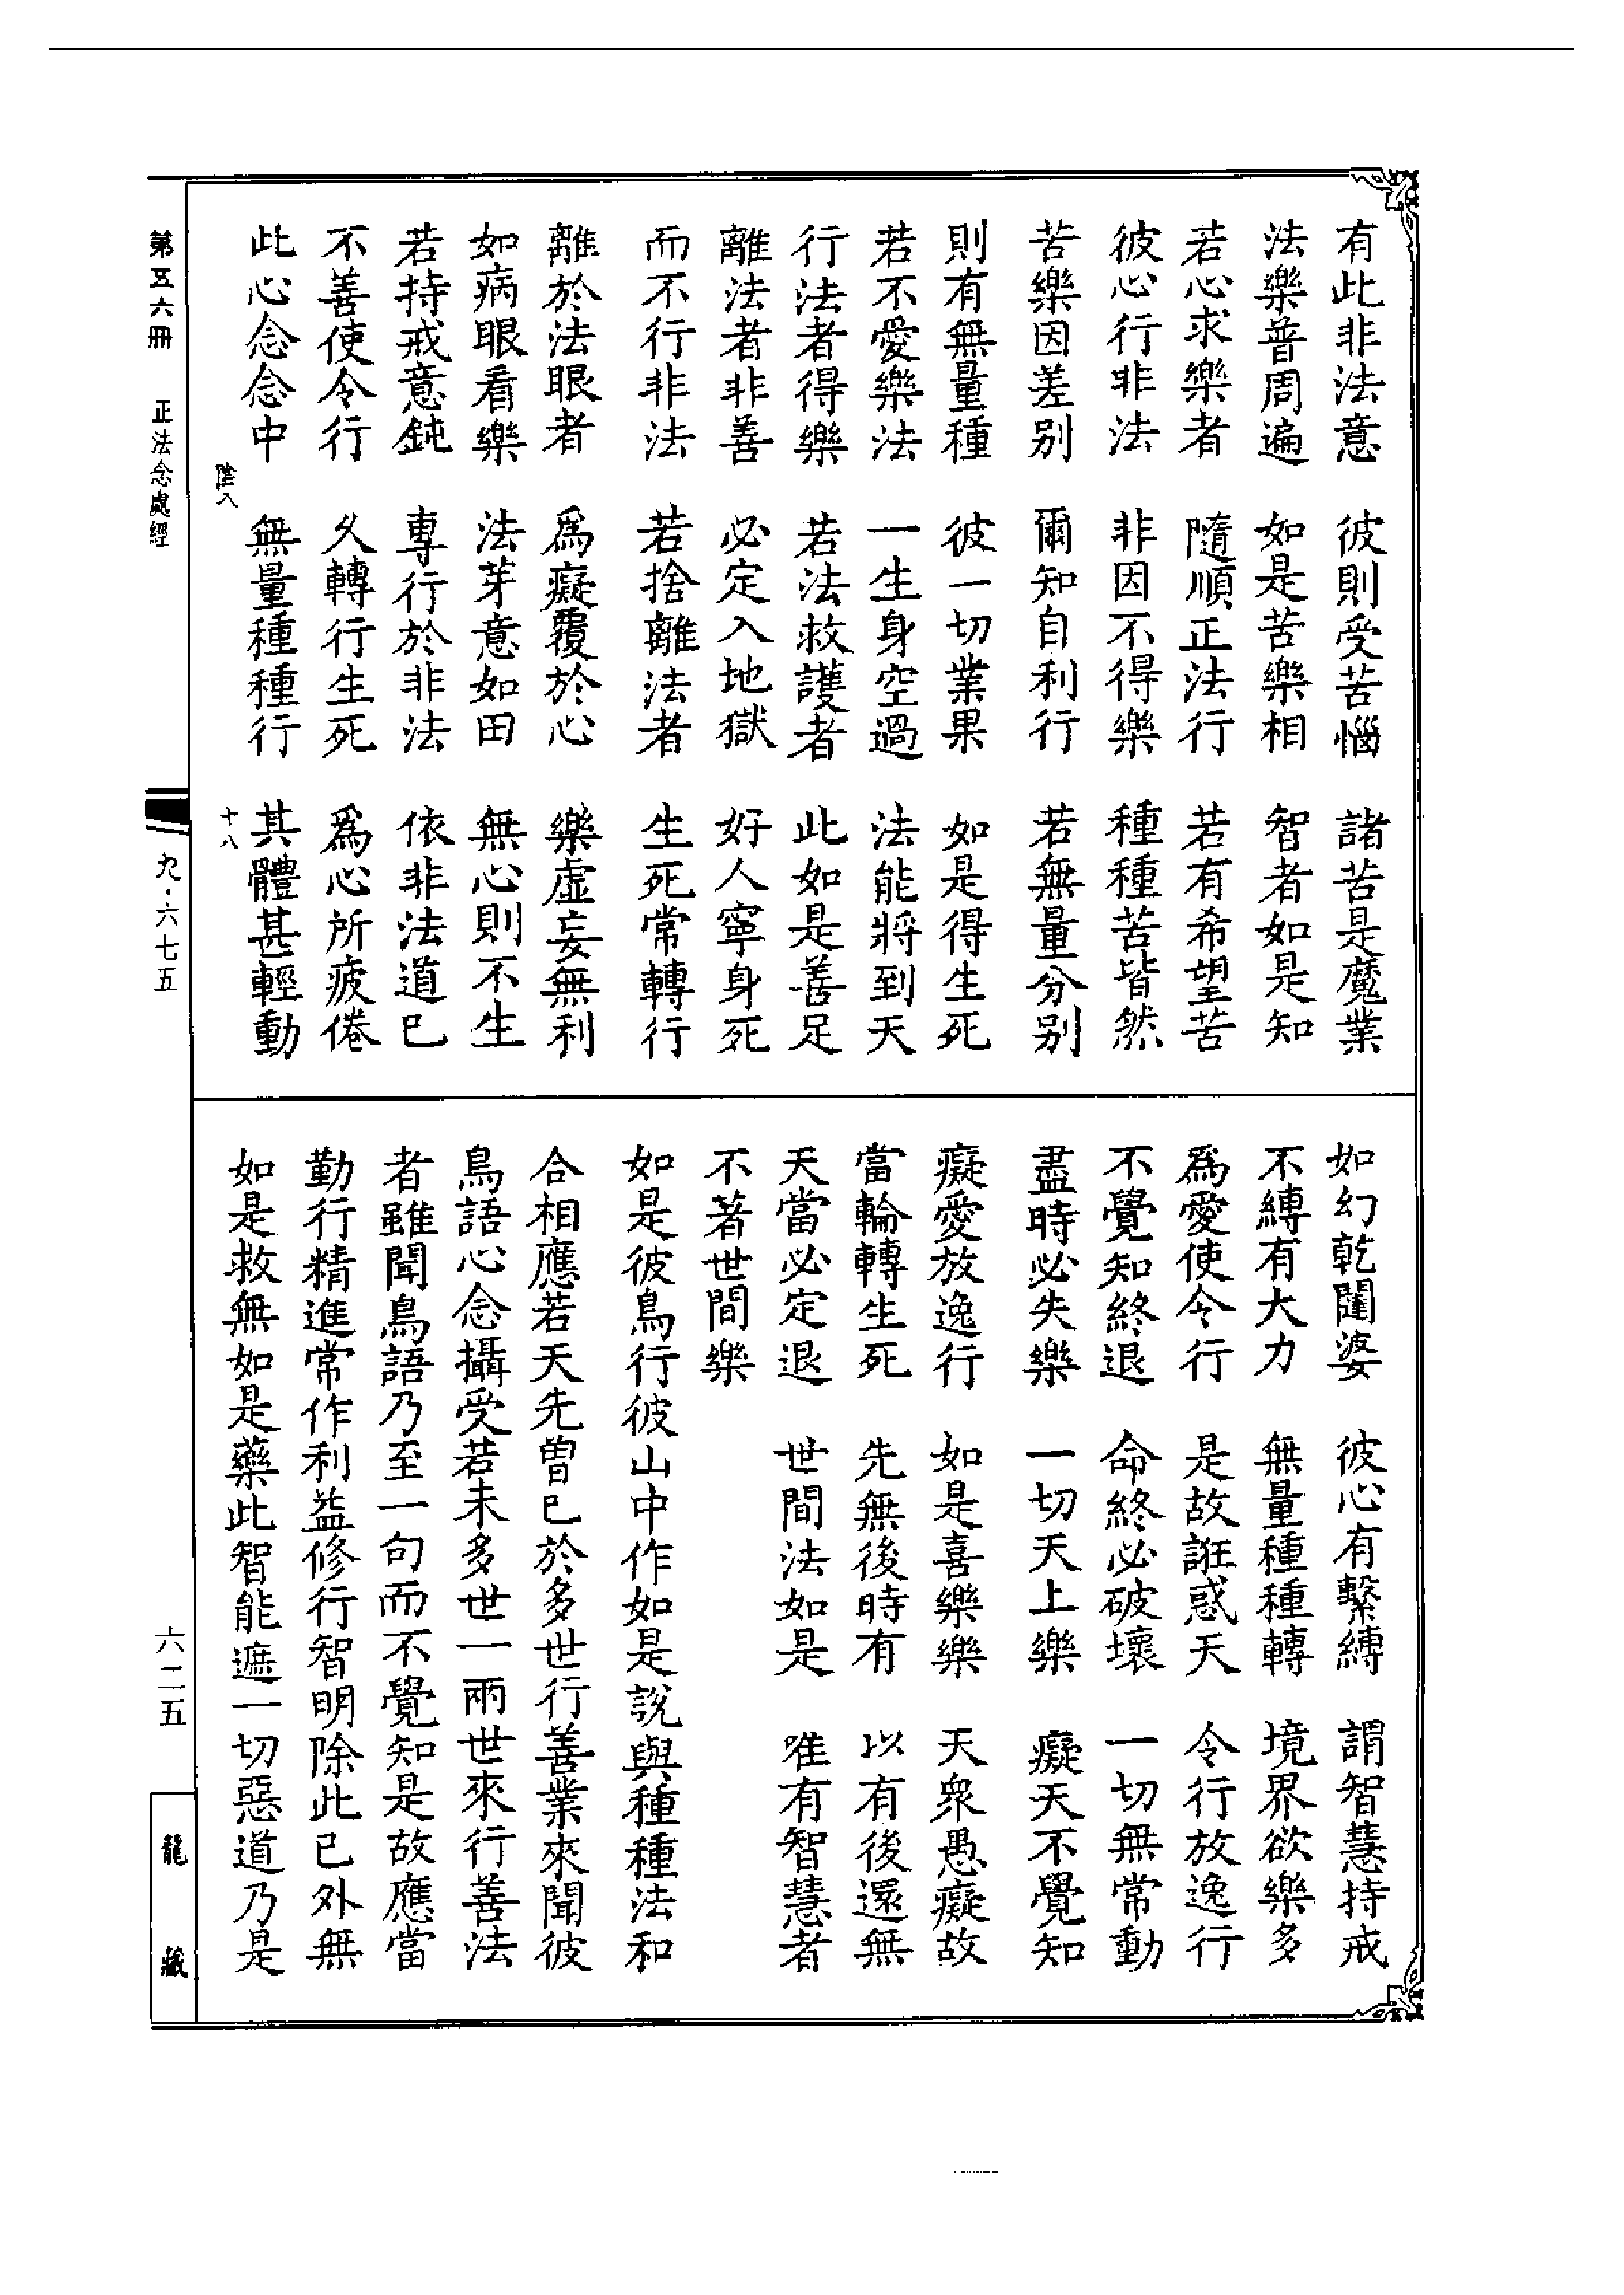 有此非法意　彼則受苦惱　諸苦是魔業
法樂普周遍　如是苦樂相　智者如是知
若心求樂者　隨順正法行　若有希望苦
彼心行非法　非因不得樂　種種苦皆然
苦樂因差别　爾知自利行　若無量分别
則有無量種　彼一切業果　如是得生死
若不愛樂法　一生身空過　法能將到天
行法者得樂　若法救護者　此如是善足
離法者非善　必定入地獄　好人寧身死
而不行非法　若捨離法者　生死常轉行
離於法眼者　爲癡覆於心　樂虛妄無利
如病眼看樂　法芽意如田　無心則不生
若持戒意鈍　專行於非法　依非法道已
不善使令行　久轉行生死　爲心所疲倦
此心念念中　無量種種行　其體甚輕動
陰入　十八
如幻乾闥婆　彼心有繫縛　謂智慧持戒
不縛有大力　無量種種轉　境界欲樂多
爲愛使令行　是故誑惑天　令行放逸行
不覺知終退　命終必破壞　一切無常動
盡時必失樂　一切天上樂　癡天不覺知
癡愛放逸行　如是喜樂樂　天衆愚癡故
當輪轉生死　先無後時有　以有後還無
天當必定退　世間法如是　唯有智慧者
不著世間樂
如是彼鳥行彼山中作如是說與種種法和
合相應若天先曾已於多世行善業來聞彼
鳥語心念攝受若未多世一兩世來行善法
者雖聞鳥語乃至一句而不覺知是故應當
勤行精進常作利益修行智明除此已外無
如是救無如是藥此智能遮一切惡道乃是
第五六冊　正法念處經
九·六七五
六二五
龍藏